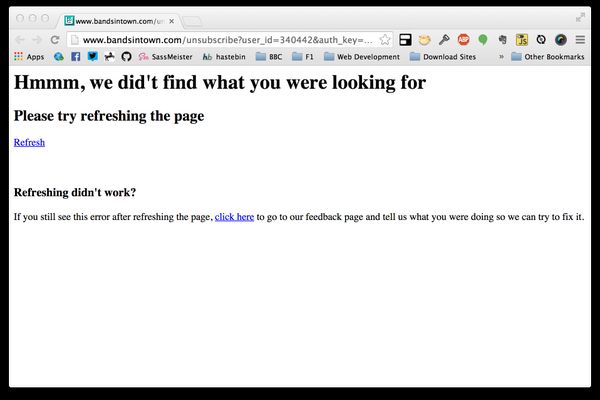 www.bandsintown.com/un
www.bandsintown.com/unsubscribe?user_id=340442&auth_key=...
Apps SassMeister hb hastebin BBC F1 Web Development Download Sites » Other Bookmarks
Hmmm, we did't find what you were looking for
Please try refreshing the page
Refresh
Refreshing didn't work?
If you still see this error after refreshing the page, click here to go to our feedback page and tell us what you were doing so we can try to fix it.